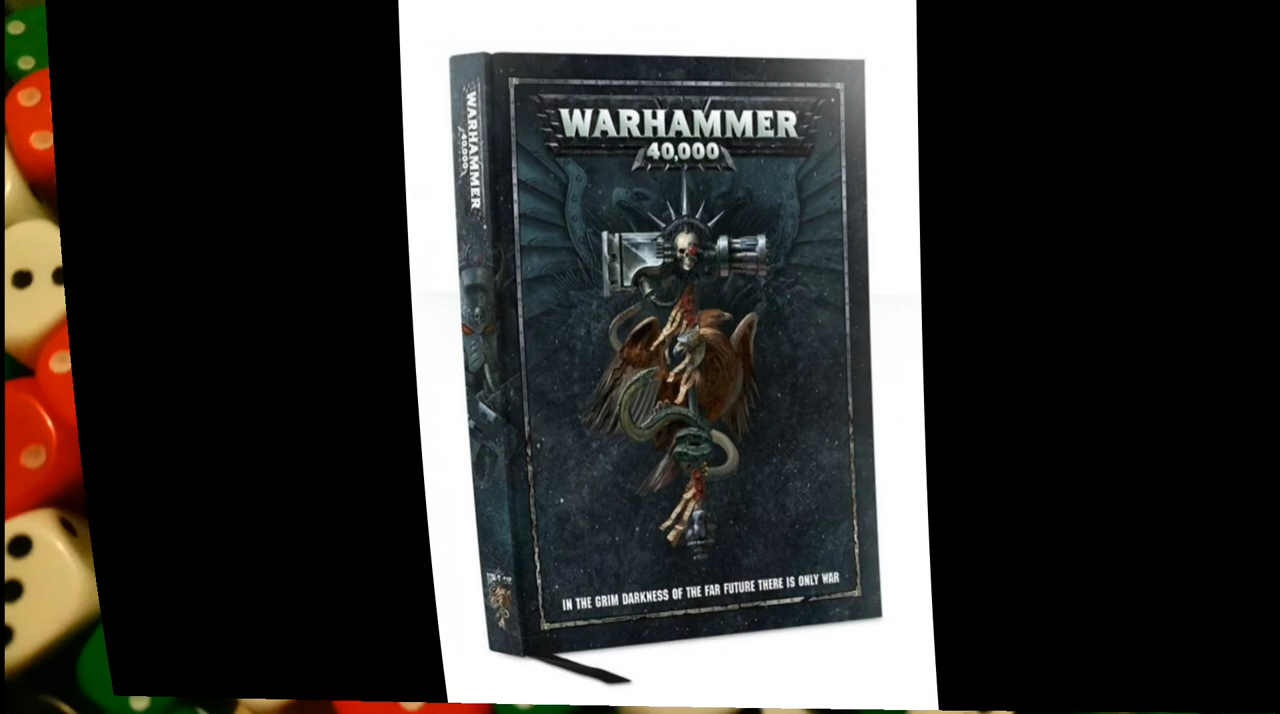 WARHAMMER
40,000
WARHAMMER
40,000
IN THE GRIM DARKNESS OF THE FAR FUTURE THERE IS ONLY WAR